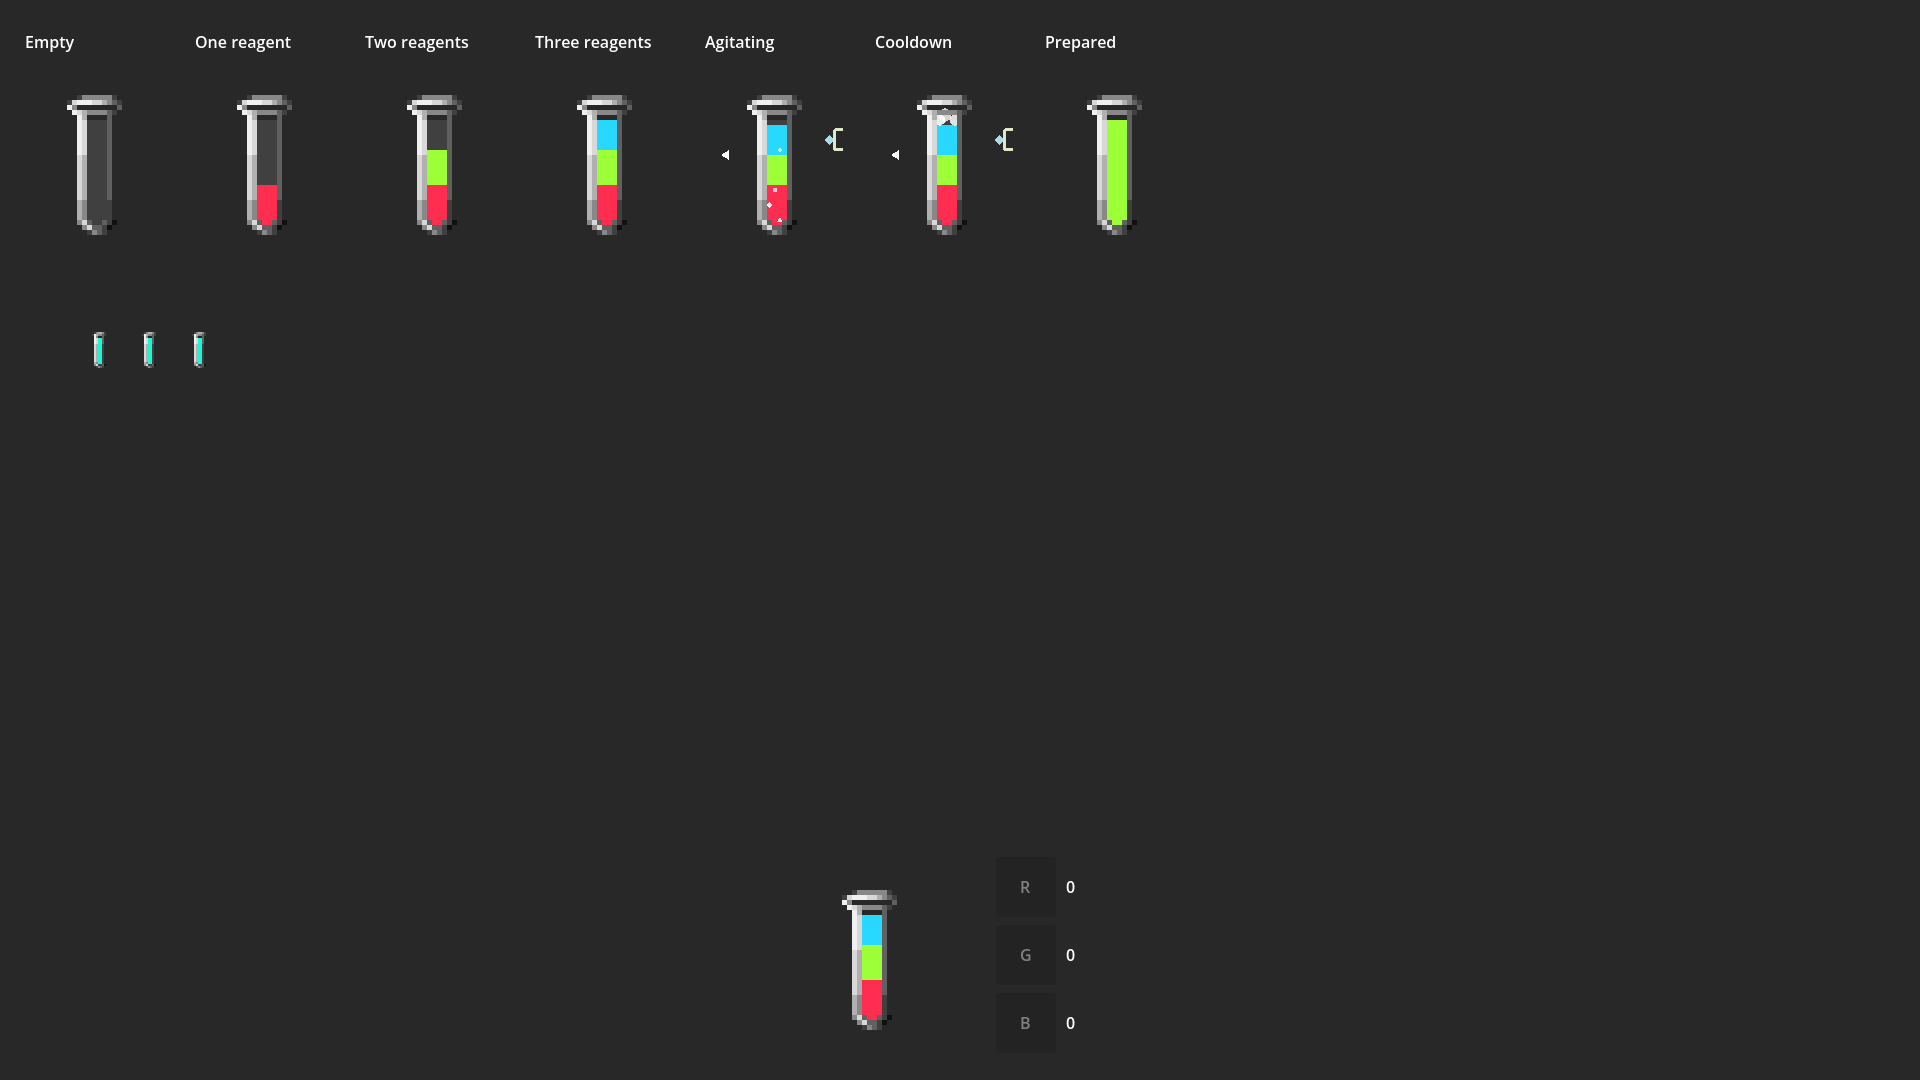 Empty
One reagent
Two reagents
Three reagents
Agitating
Cooldown
Prepared
R 0
G 0
B 0